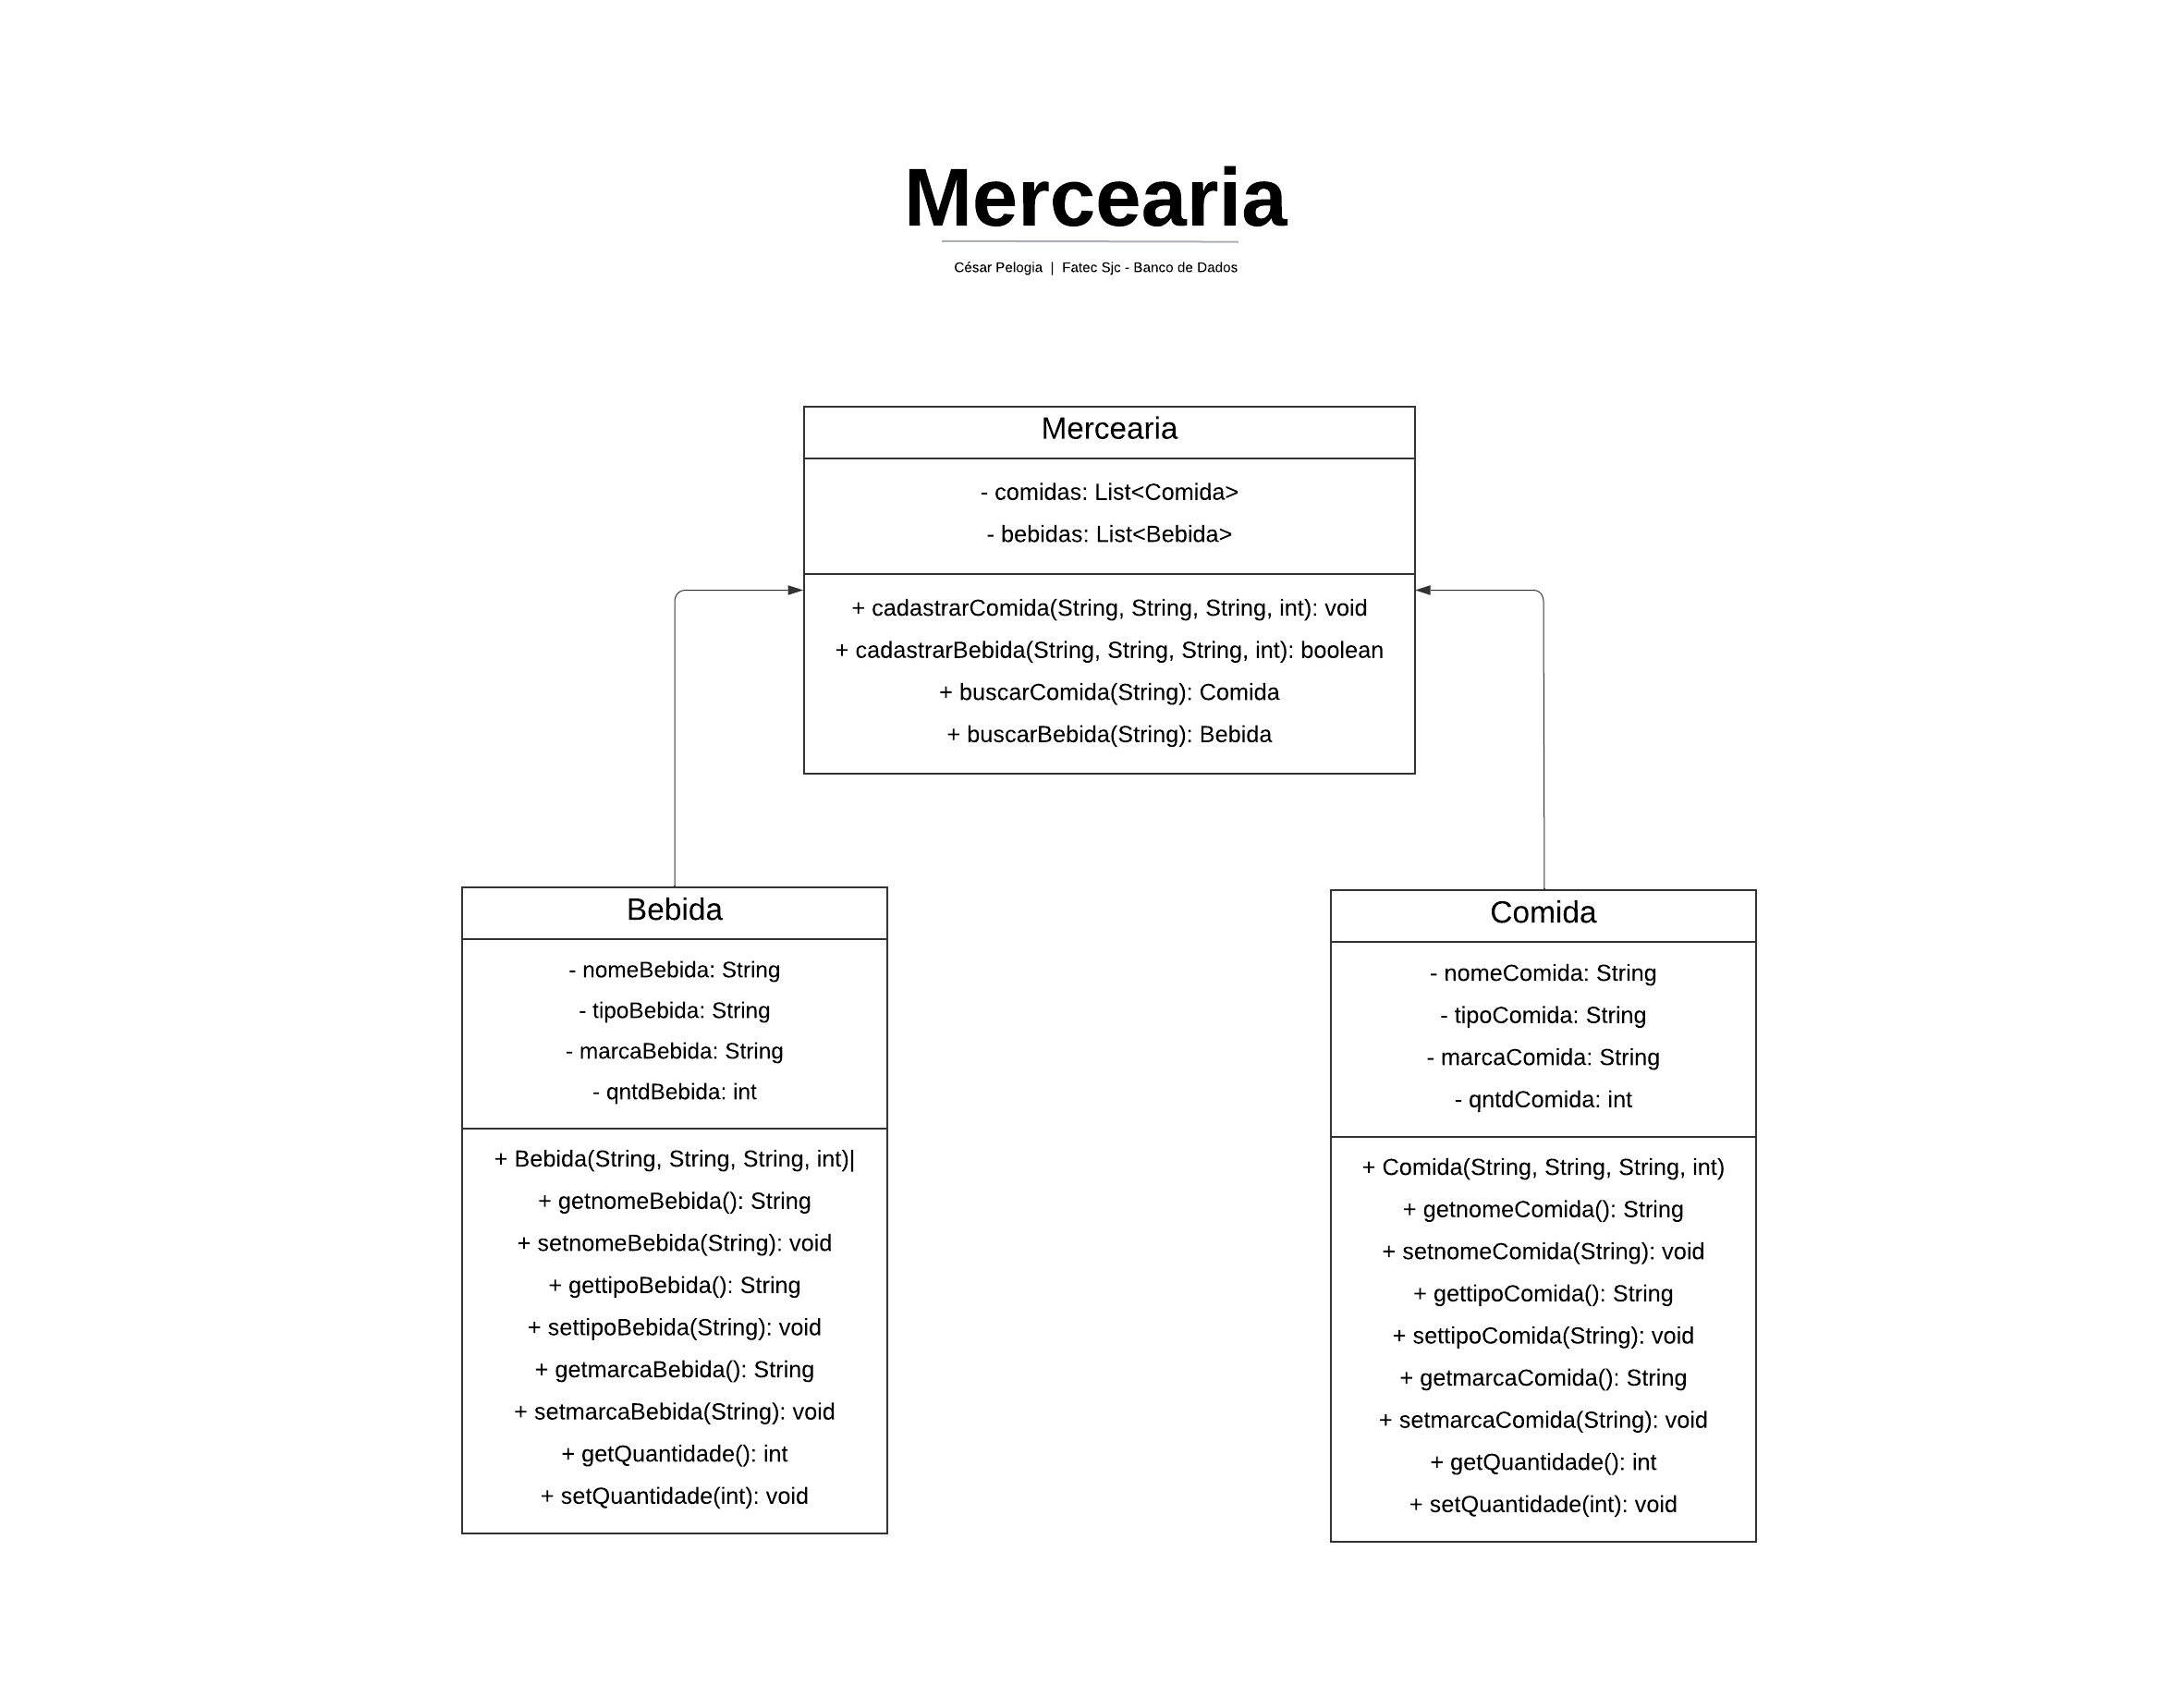 Mercearia
César Pelogia | Fatec Sjc - Banco de Dados
Mercearia
- comidas: List<Comida>
- bebidas: List<Bebida>
+ cadastrarComida(String, String, String, int): void
+ cadastrarBebida(String, String, String, int): boolean
+ buscarComida(String): Comida
+ buscarBebida(String): Bebida
Bebida
- nomeBebida: String
- tipoBebida: String
- marcaBebida: String
- qntdBebida: int
+ Bebida(String, String, String, int)|
+ getnomeBebida(): String
+ setnomeBebida(String): void
+ gettipoBebida(): String
+ settipoBebida(String): void
+ getmarcaBebida(): String
+ setmarcaBebida(String): void
+ getQuantidade(): int
+ setQuantidade(int): void
Comida
- nomeComida: String
- tipoComida: String
- marcaComida: String
- qntdComida: int
+ Comida(String, String, String, int)
+ getnomeComida(): String
+ setnomeComida(String): void
+ gettipoComida(): String
+ settipoComida(String): void
+ getmarcaComida(): String
+ setmarcaComida(String): void
+ getQuantidade(): int
+ setQuantidade(int): void